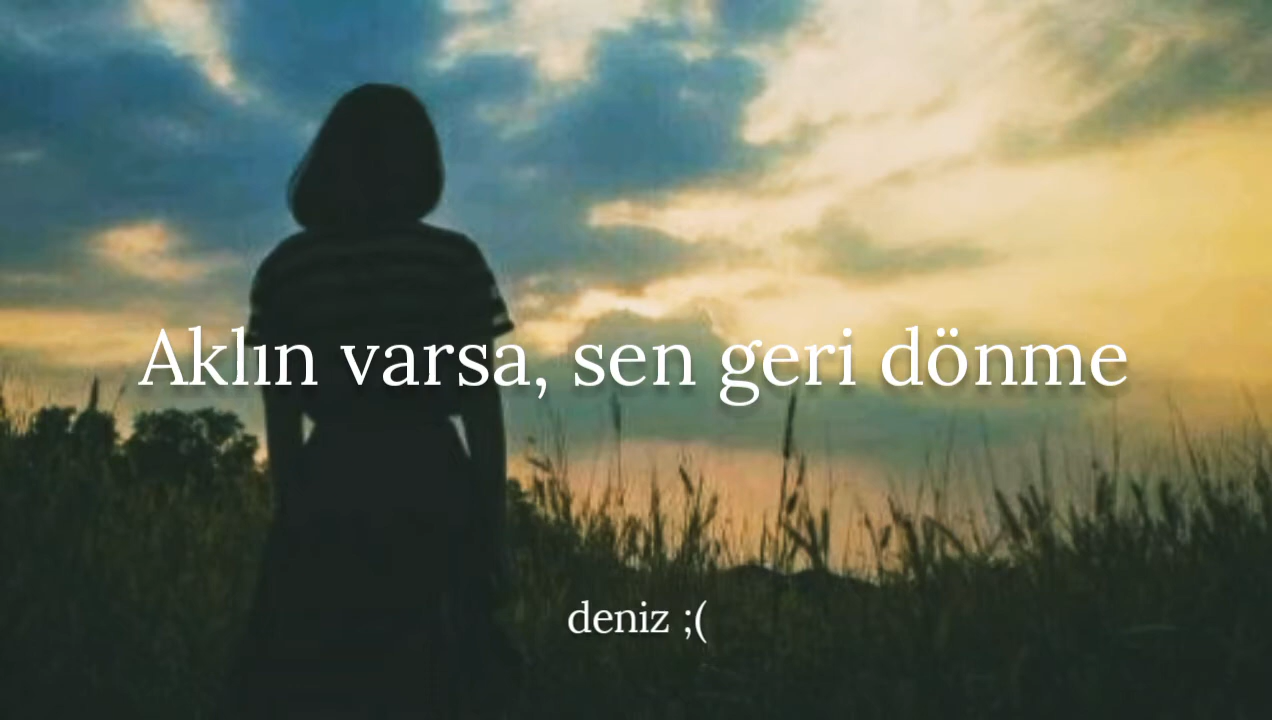 Aklın varsa, sen geri dönme
deniz ;(